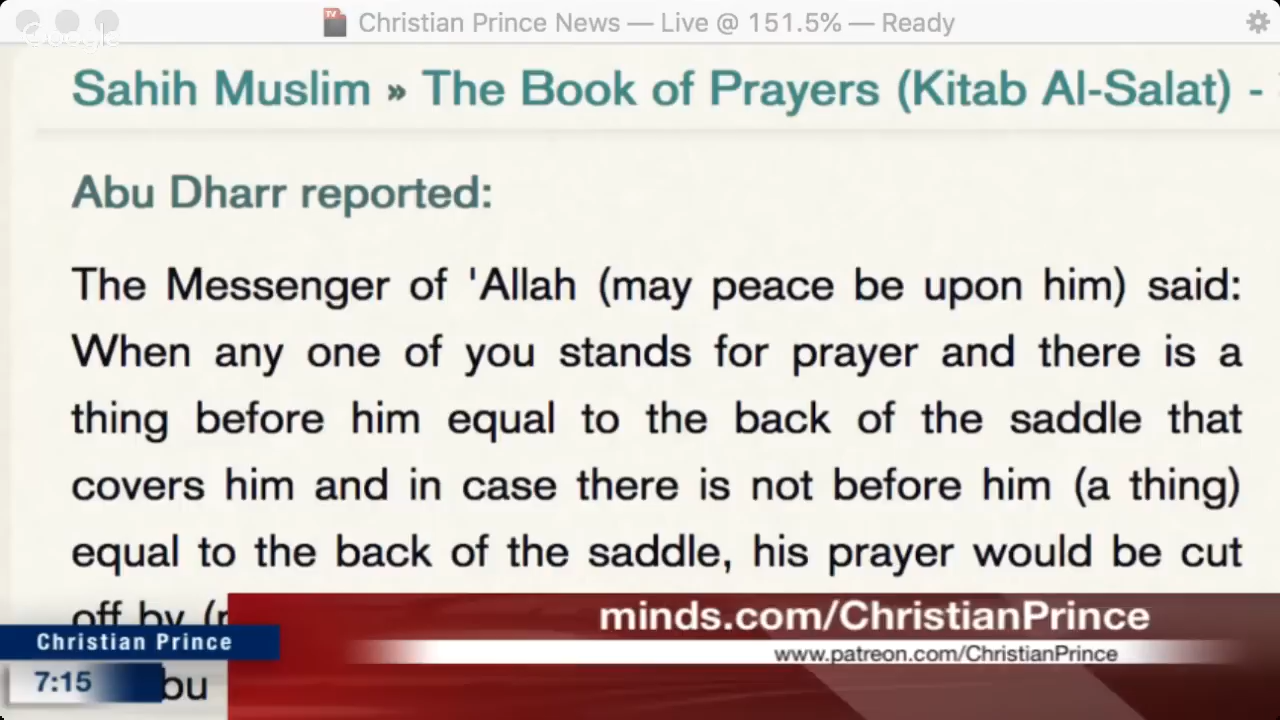 TV Christian Prince News — Live @ 151.5% — Ready
Google
Sahih Muslim » The Book of Prayers (Kitab Al-Salat) -
Abu Dharr reported:
The Messenger of 'Allah (may peace be upon him) said:
When any one of you stands for prayer and there is a
thing before him equal to the back of the saddle that
covers him and in case there is not before him (a thing)
equal to the back of the saddle, his prayer would be cut
off by
minds.com/ChristianPrince
Christian Prince
www.patreon.com/ChristianPrince
7:15